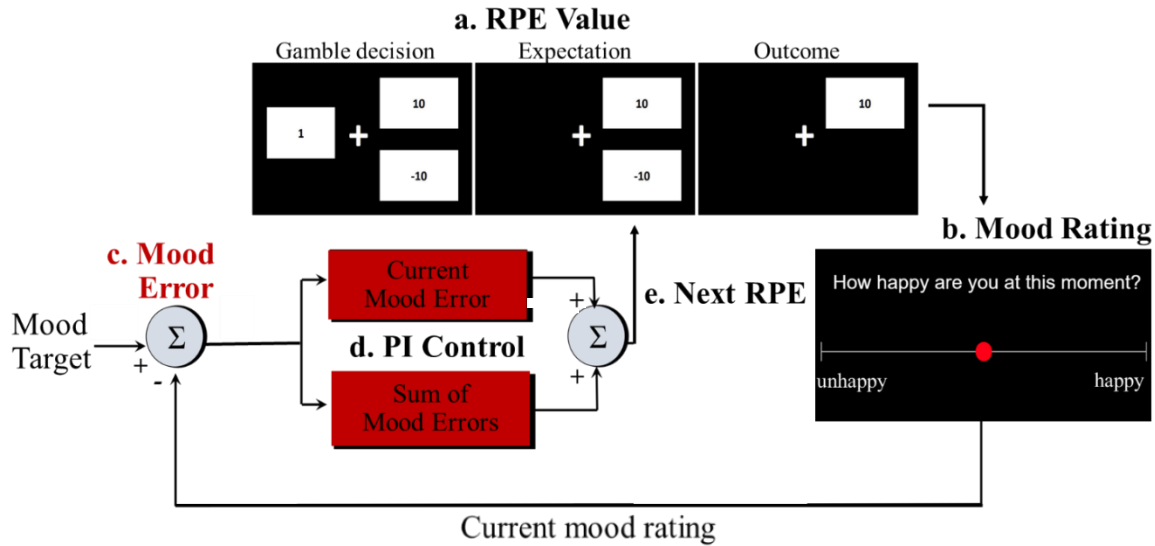 a. RPE Value
Gamble decision
Expectation
Outcome
1
+
10
-10
+
10
-10
+
10
b. Mood Rating
How happy are you at this moment?
unhappy
happy
c. Mood
Error
Mood
Target
+
-
Σ
Current
Mood Error
d. PI Control
Sum of
Mood Errors
+
+
Σ
e. Next RPE
Current mood rating